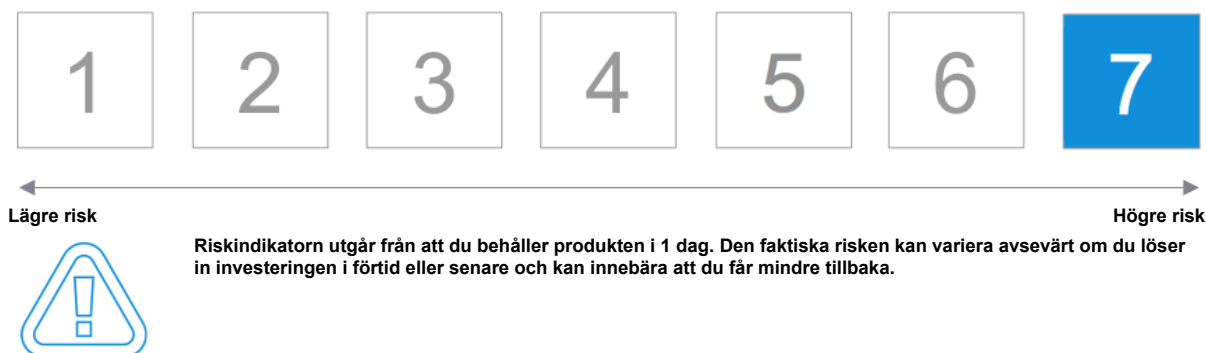 1 2 3 4 5 6 7
Lägre risk Högre risk
Riskindikatorn utgår från att du behåller produkten i 1 dag. Den faktiska risken kan variera avsevärt om du löser
in investeringen i förtid eller senare och kan innebära att du får mindre tillbaka.